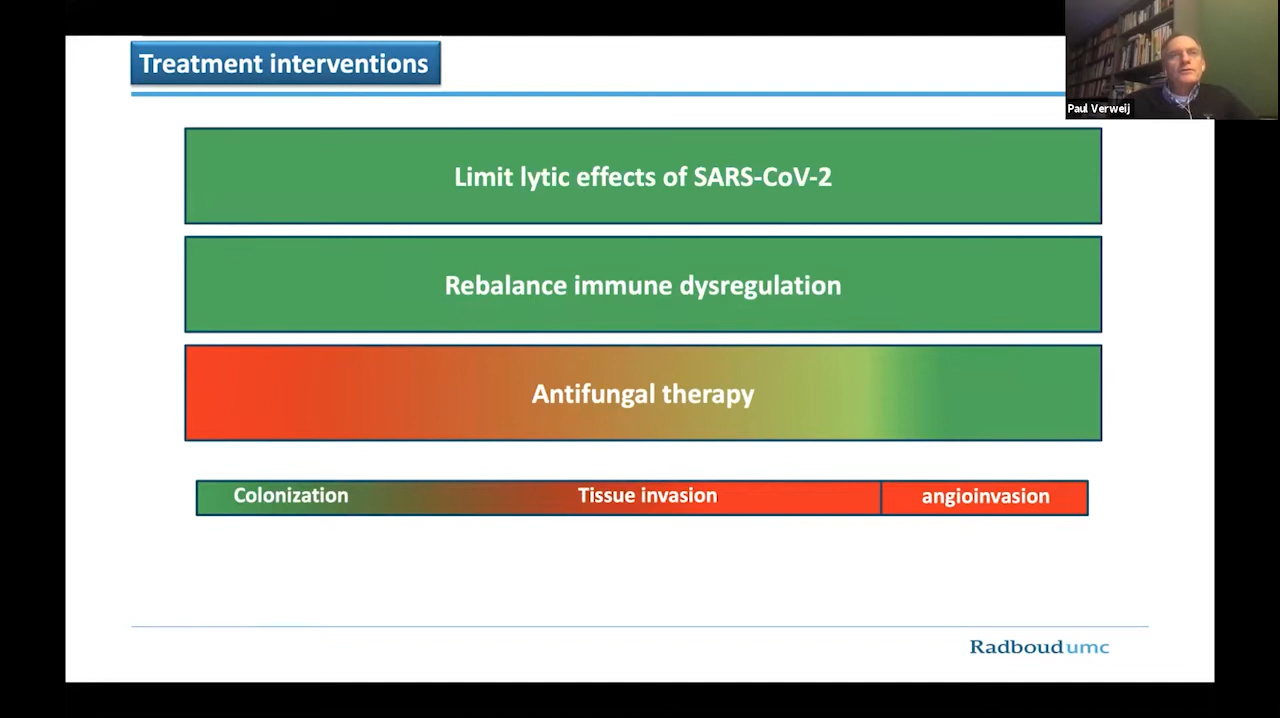 Treatment interventions
Paul Verweij
Limit lytic effects of SARS-CoV-2
Rebalance immune dysregulation
Antifungal therapy
Colonization Tissue invasion angioinvasion
Radboudumc